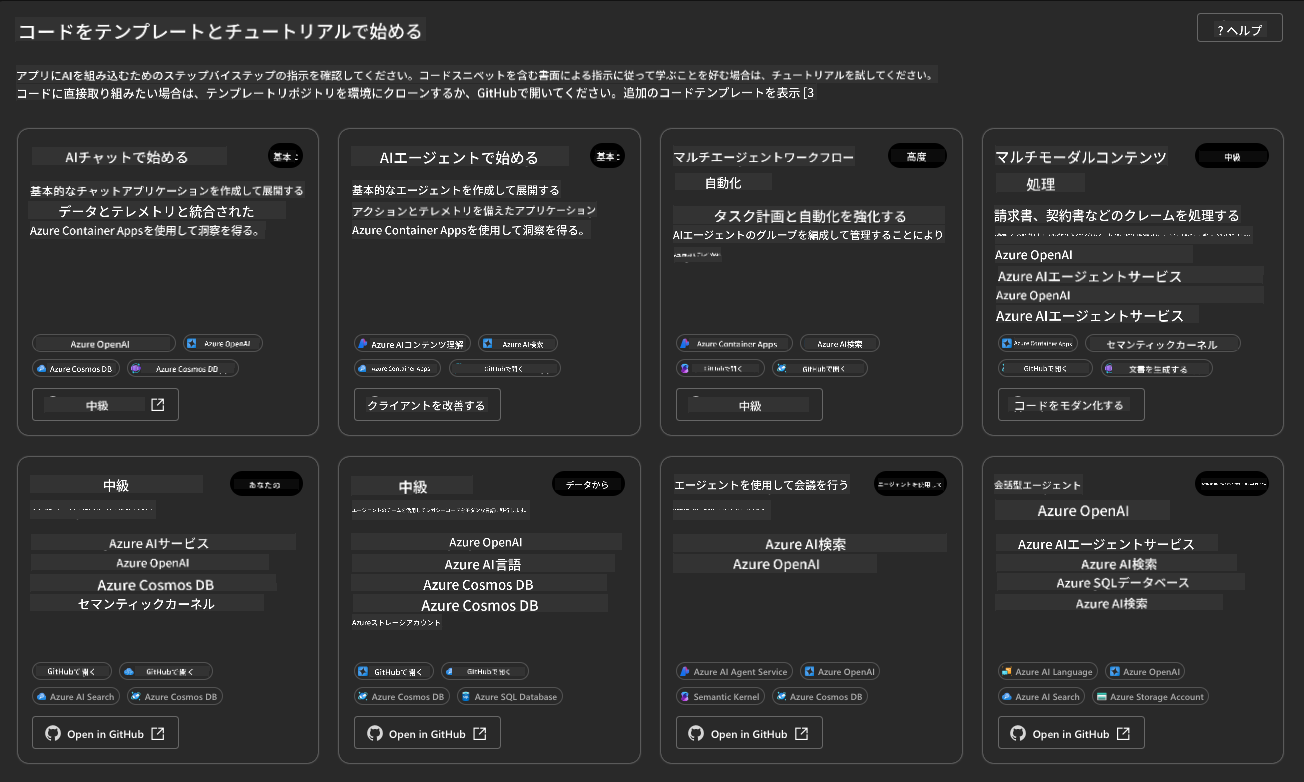 コードをテンプレートとチュートリアルで始める
? ヘルプ
アプリにAIを組み込むためのステップバイステップの指示を確認してください。コードスニペットを含む書面による指示に従って学ぶことを好む場合は、チュートリアルを試してください。
コードに直接取り組みたい場合は、テンプレートリポジトリを環境にクローンするか、GitHubで開いてください。追加のコードテンプレートを表示 [3
AIチャットで始める
基本
基本的なチャットアプリケーションを作成して展開する
データとテレメトリと統合された
Azure Container Appsを使用して洞察を得る。
Azure OpenAI
Azure OpenAI
Azure Cosmos DB
Azure Cosmos DB
中級
AIエージェントで始める
基本
基本的なエージェントを作成して展開する
アクションとテレメトリを備えたアプリケーション
Azure Container Appsを使用して洞察を得る。
Azure AIコンテンツ理解
Azure AI検索
Azure Container Apps
GitHubで開く
クライアントを改善する
マルチエージェントワークフロー
高度
自動化
タスク計画と自動化を強化する
AIエージェントのグループを編成して管理することにより
Azure Container Apps
Azure AI検索
GitHubで開く
GitHubで開く
中級
マルチモーダルコンテンツ
中級
処理
請求書、契約書などのクレームを処理する
Azure OpenAI
Azure AIエージェントサービス
Azure OpenAI
Azure AIエージェントサービス
Azure Container Apps
セマンティックカーネル
GitHubで開く
文書を生成する
コードをモダン化する
中級
あなたの
Azure AIサービス
Azure OpenAI
Azure Cosmos DB
セマンティックカーネル
GitHubで開く
GitHubで開く
Azure AI Search
Azure Cosmos DB
Open in GitHub
中級
データから
Azure OpenAI
Azure AI言語
Azure Cosmos DB
Azure Cosmos DB
Azureストレージアカウント
GitHubで開く
GitHubで開く
Azure Cosmos DB
Azure SQL Database
Open in GitHub
エージェントを使用して会議を行う
エージェントを使用して
Azure AI検索
Azure OpenAI
Azure AI Agent Service
Azure OpenAI
Semantic Kernel
Azure Cosmos DB
Open in GitHub
会話型エージェント
Azure OpenAI
Azure AIエージェントサービス
Azure AI検索
Azure SQLデータベース
Azure AI検索
Azure AI Language
Azure OpenAI
Azure AI Search
Azure Storage Account
Open in GitHub